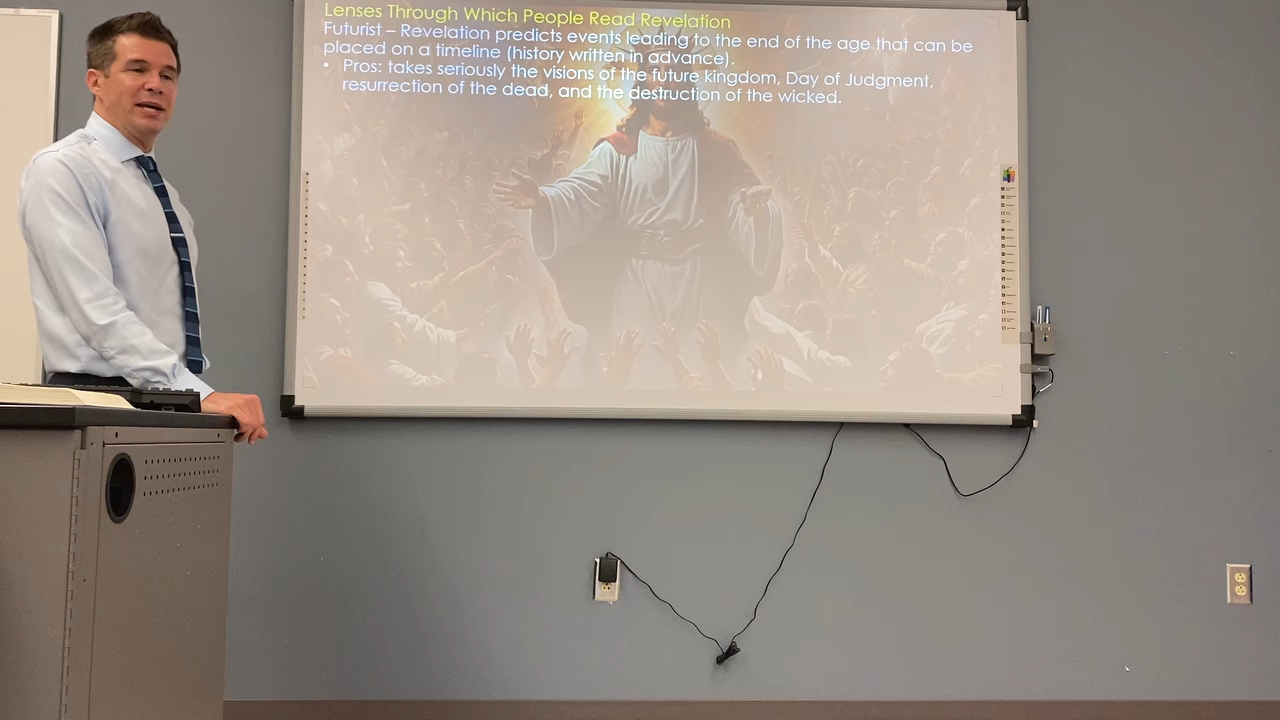 Lenses Through Which People Read Revelation
Futurist – Revelation predicts events leading to the end of the age that can be
placed on a timeline (history written in advance).
• Pros: takes seriously the visions of the future kingdom, Day of Judgment,
resurrection of the dead, and the destruction of the wicked.